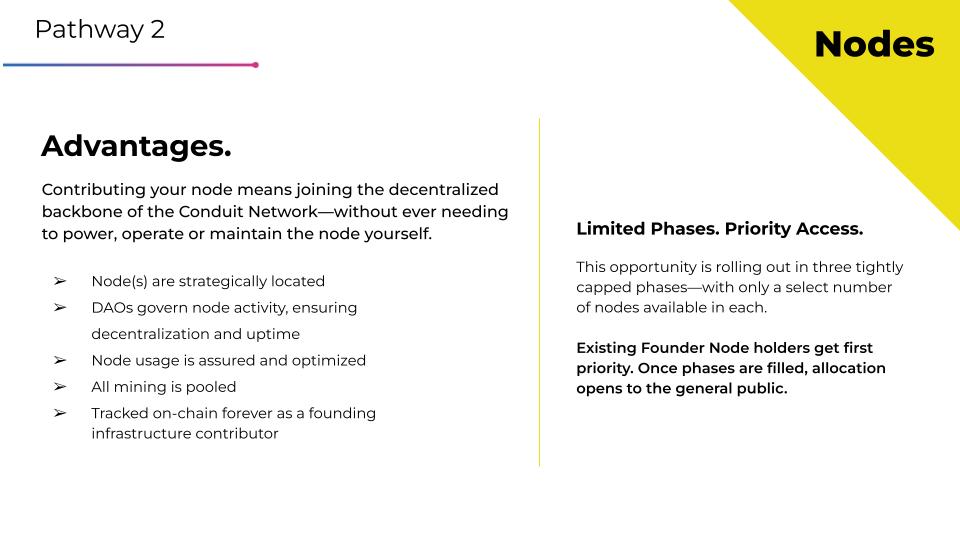 Pathway 2
Nodes
Advantages.
Contributing your node means joining the decentralized
backbone of the Conduit Network—without ever needing
to power, operate or maintain the node yourself.
➢ Node(s) are strategically located
➢ DAOs govern node activity, ensuring
decentralization and uptime
➢ Node usage is assured and optimized
➢ All mining is pooled
➢ Tracked on-chain forever as a founding
infrastructure contributor
Limited Phases. Priority Access.
This opportunity is rolling out in three tightly
capped phases—with only a select number
of nodes available in each.
Existing Founder Node holders get first
priority. Once phases are filled, allocation
opens to the general public.